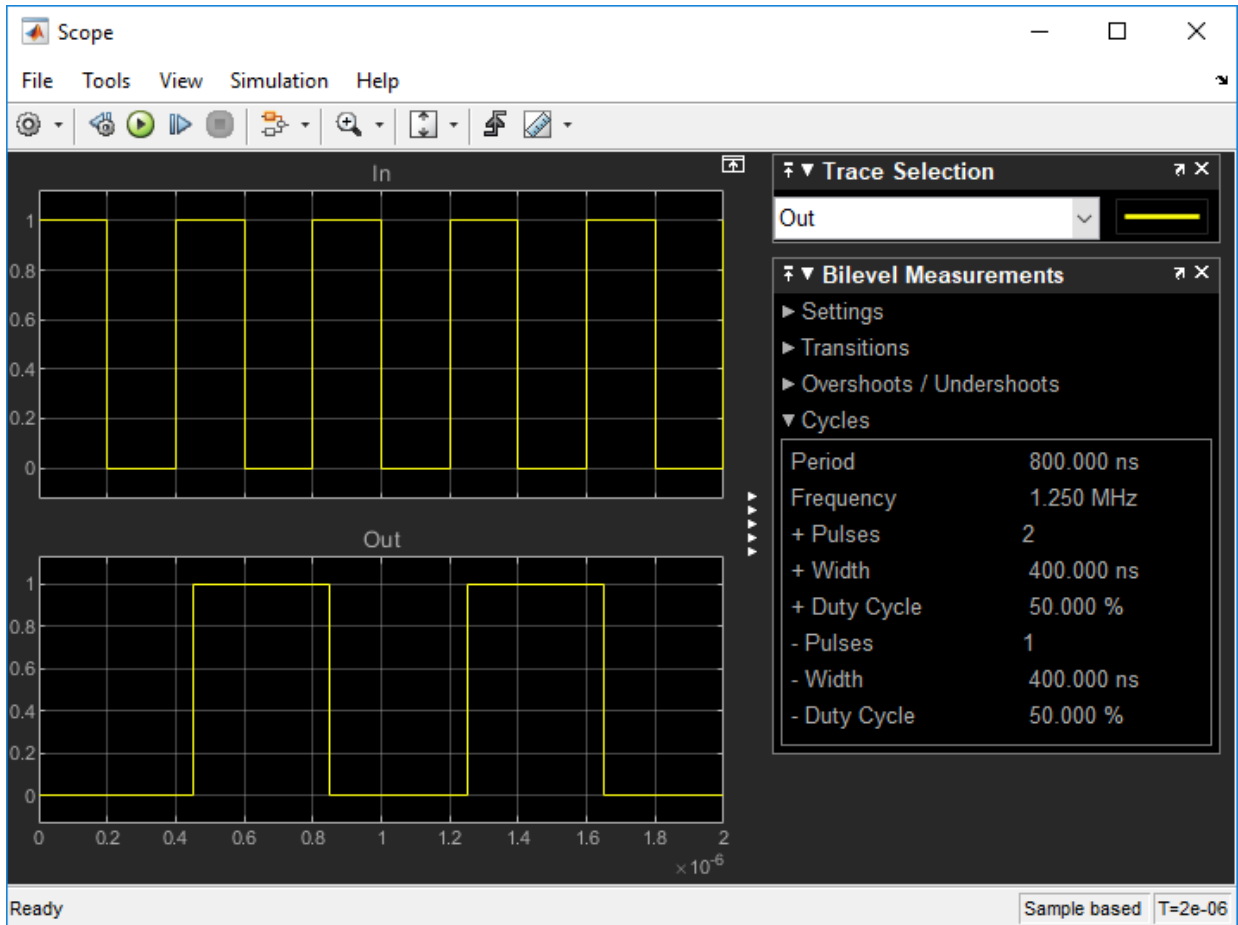 Scope
File Tools View Simulation Help
In
1
0.8
0.6
0.4
0.2
0
Out
1
0.8
0.6
0.4
0.2
0
0 0.2 0.4 0.6 0.8 1 1.2 1.4 1.6 1.8 2
×10-6
Trace Selection
Out
Bilevel Measurements
Settings
Transitions
Overshoots / Undershoots
Cycles
Period 800.000 ns
Frequency 1.250 MHz
+ Pulses 2
+ Width 400.000 ns
+ Duty Cycle 50.000 %
- Pulses 1
- Width 400.000 ns
- Duty Cycle 50.000 %
Ready Sample based T=2e-06